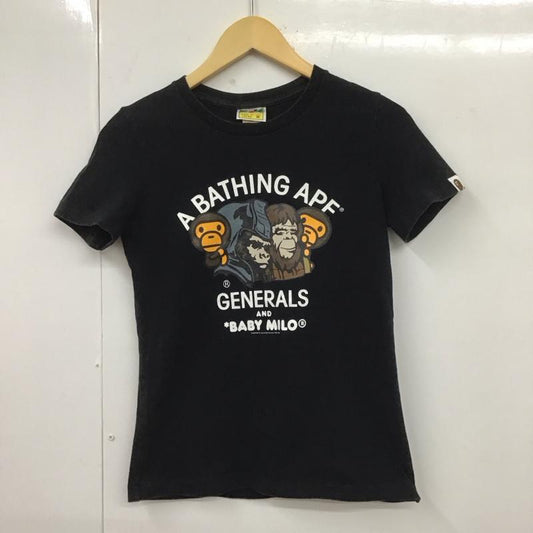 A BATHING APE®
®
GENERALS
AND
*BABY MILO®